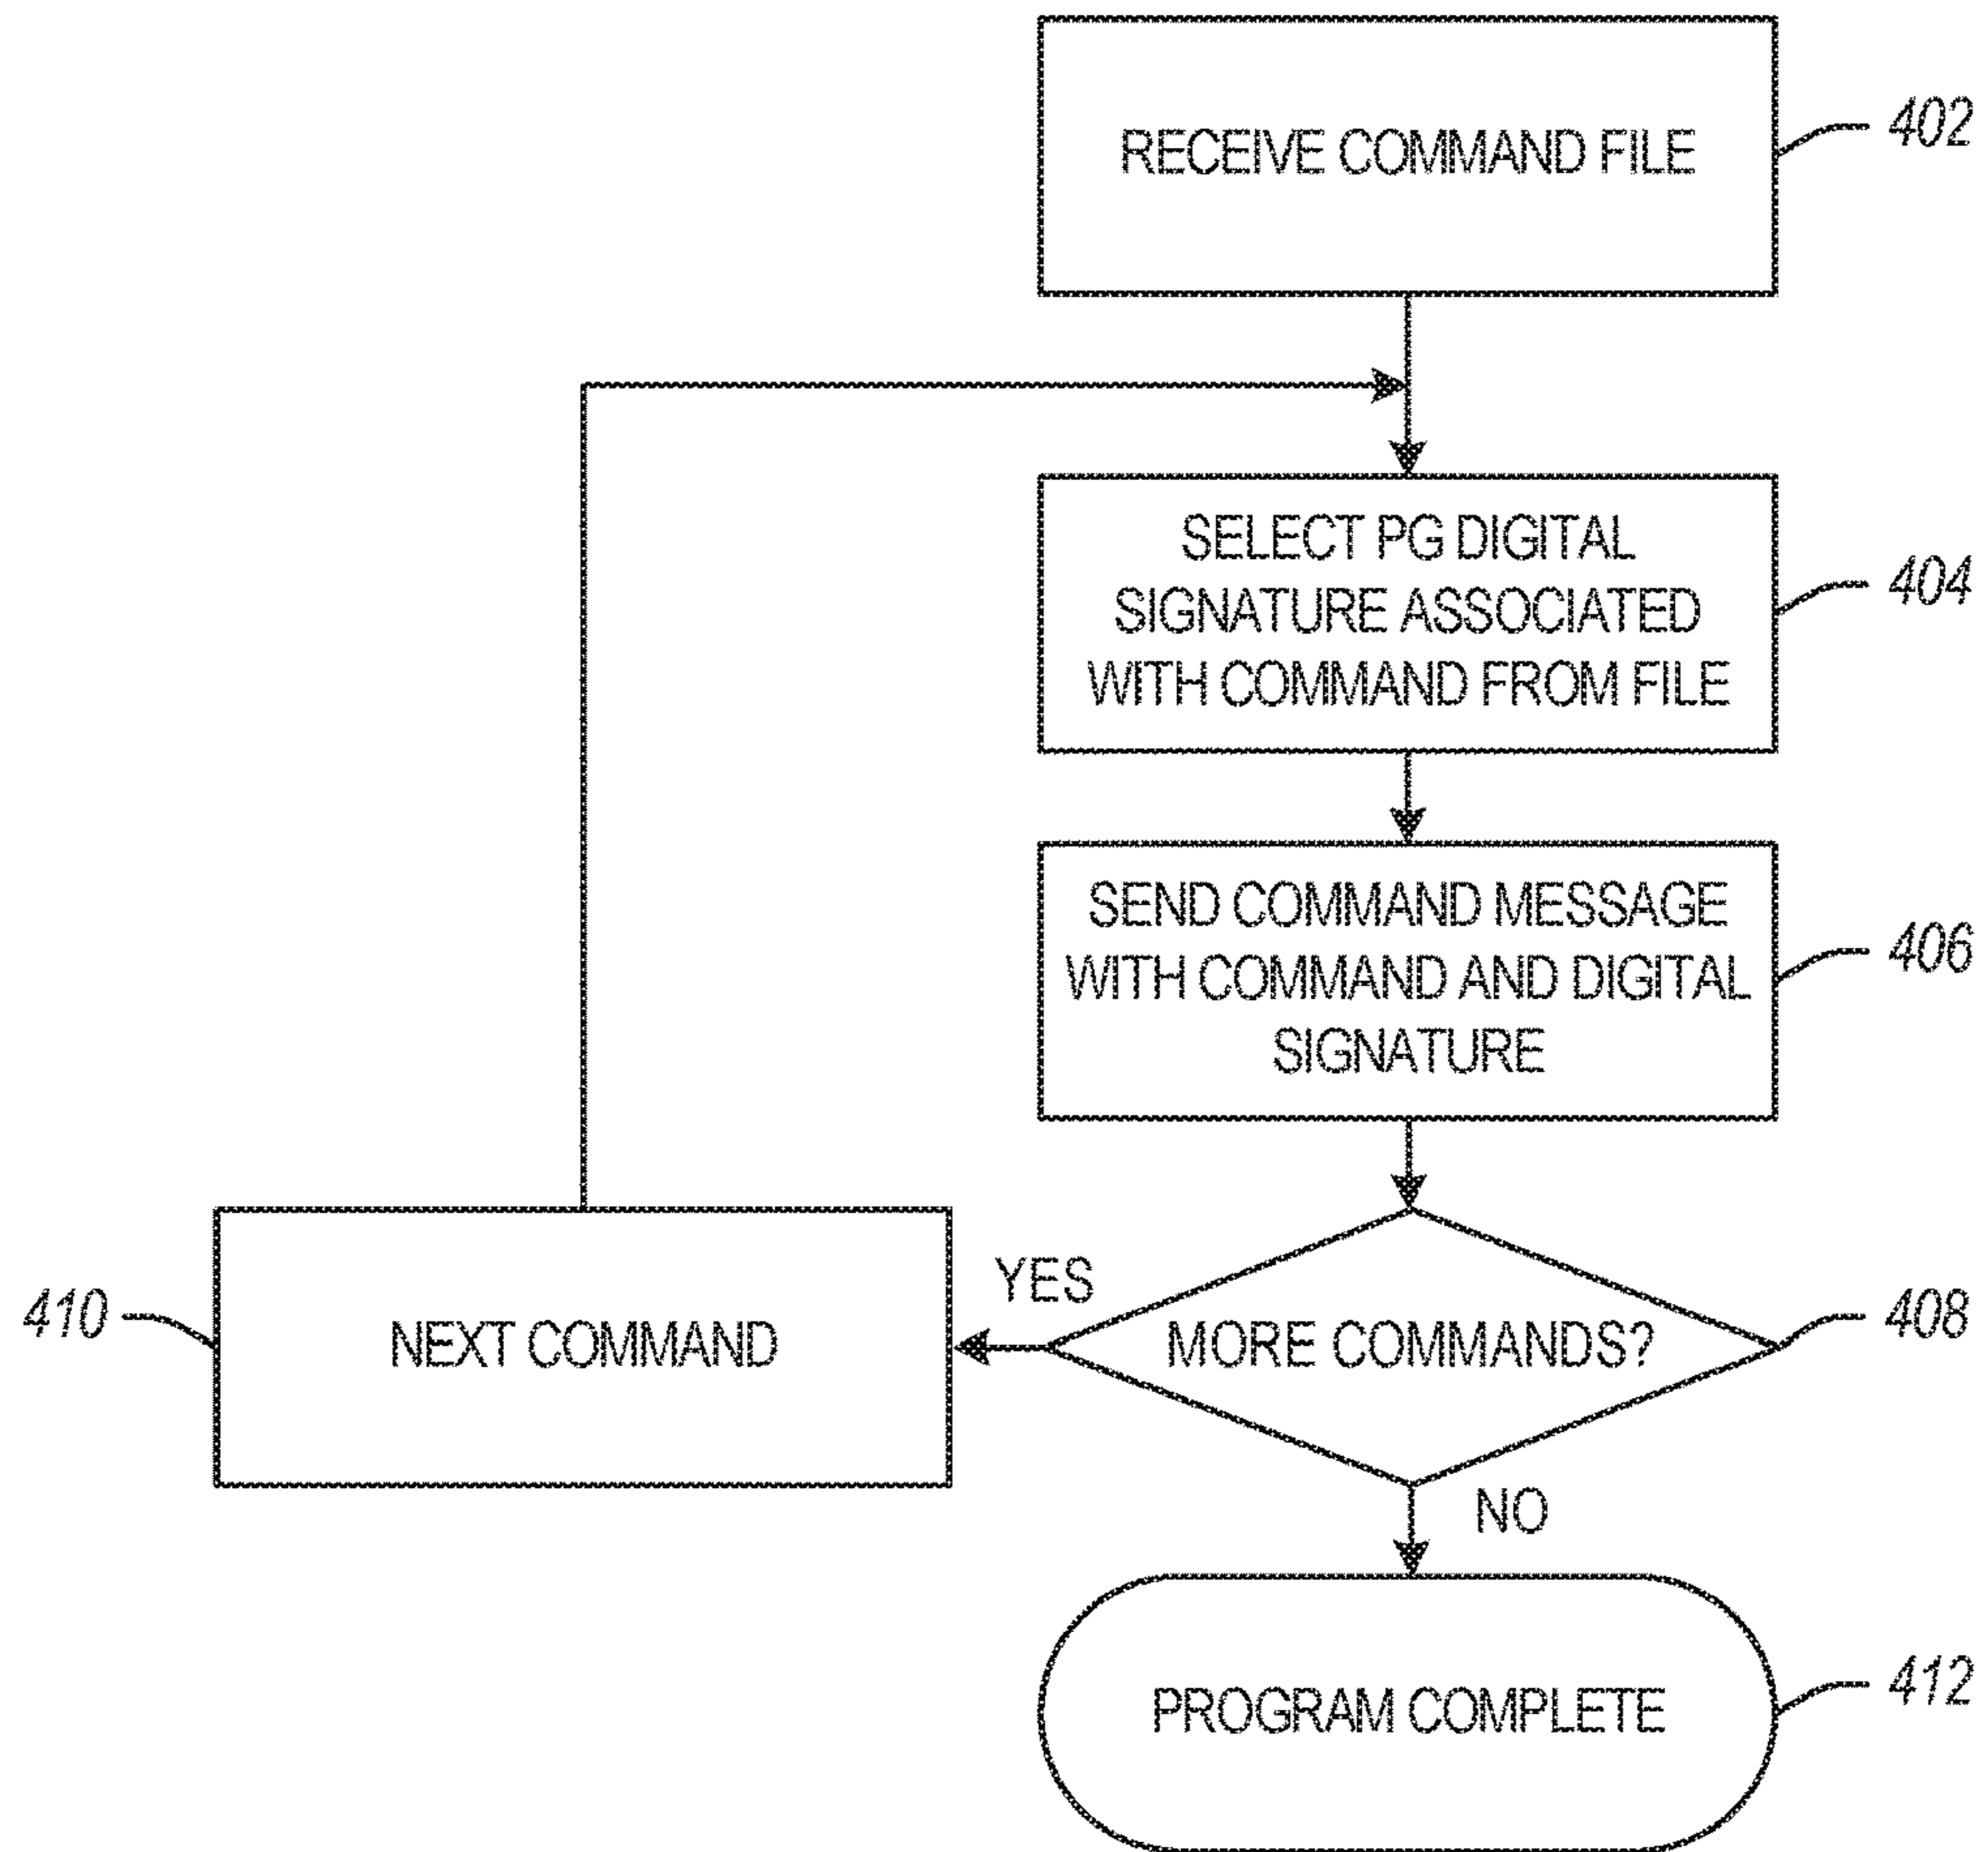 RECEIVE COMMAND FILE
402
SELECT PG DIGITAL
SIGNATURE ASSOCIATED
WITH COMMAND FROM FILE
404
SEND COMMAND MESSAGE
WITH COMMAND AND DIGITAL
SIGNATURE
406
MORE COMMANDS?
408
YES
NEXT COMMAND
410
NO
PROGRAM COMPLETE
412